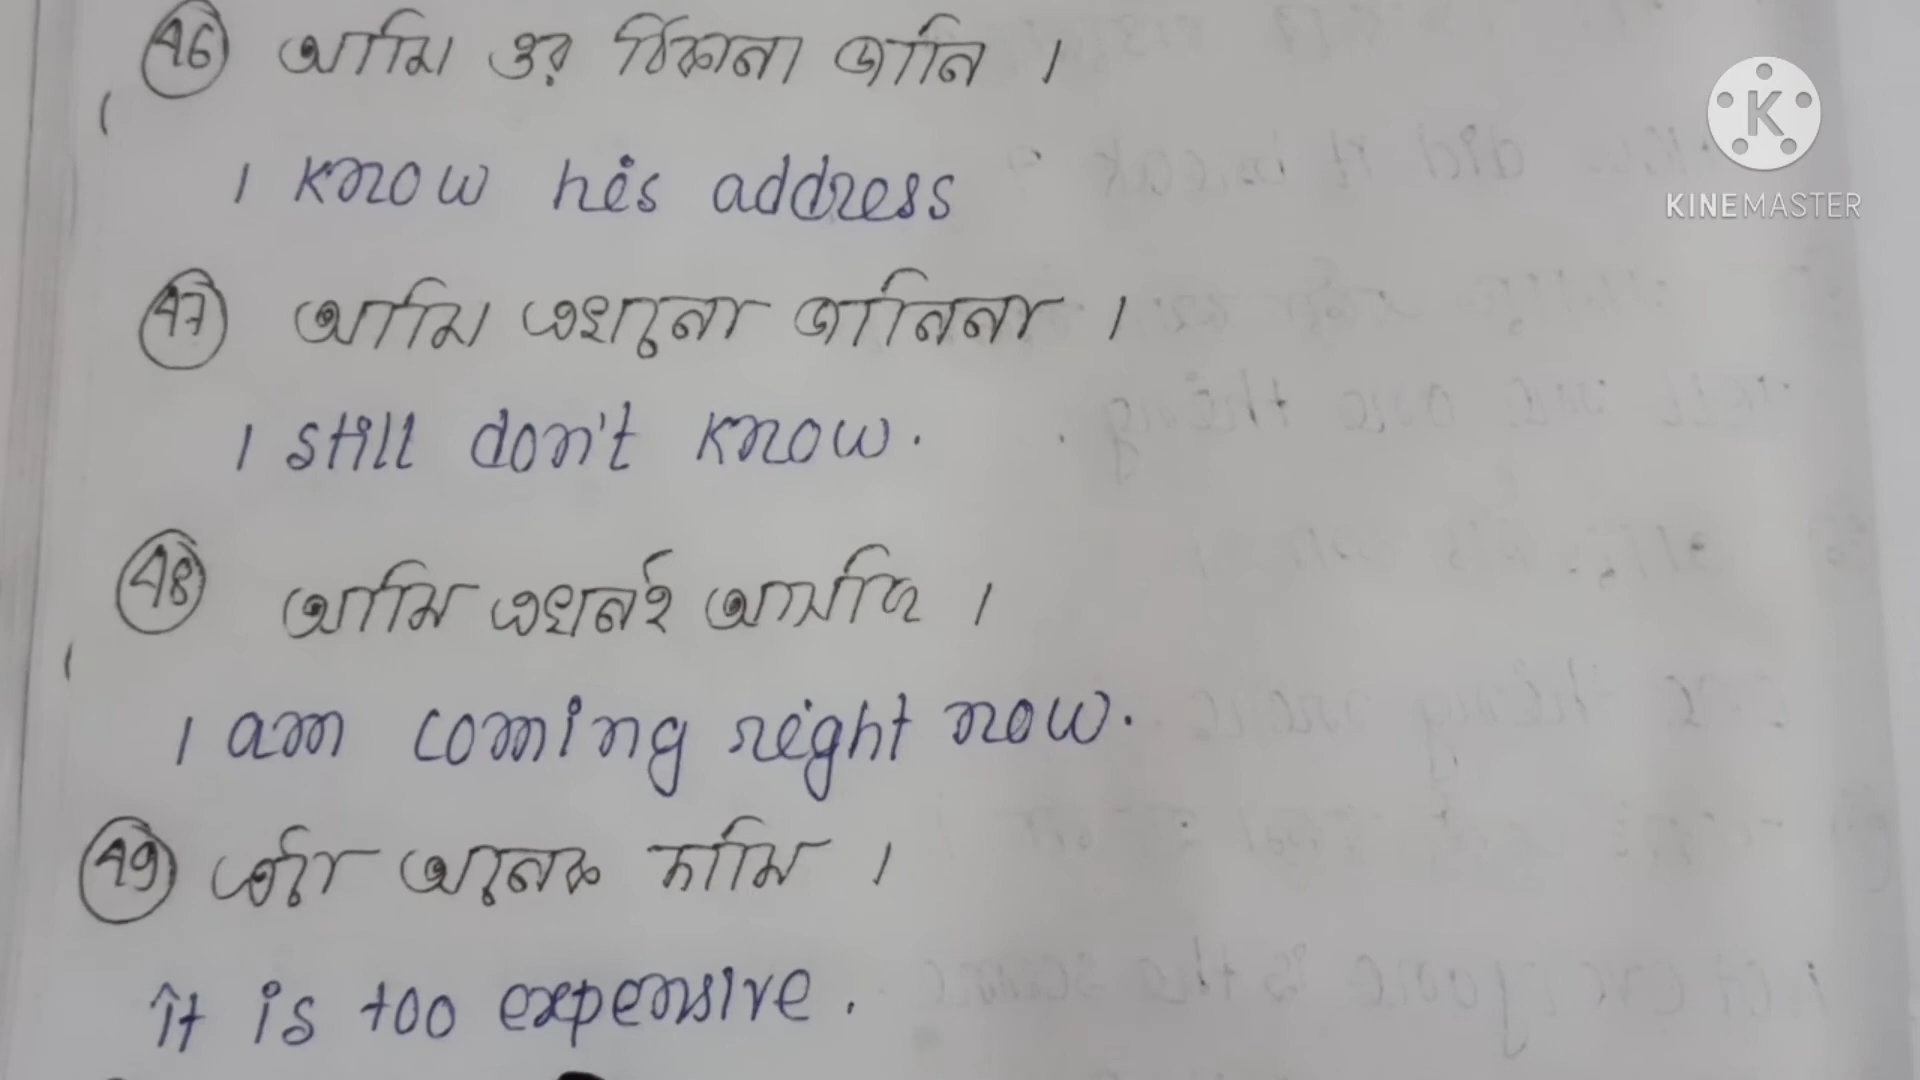 46 আমি ওর ঠিকানা জানি ।
I know his address
47 আমি এখনো জানিনা ।
I still don't know.
48 আমি এখনই আসছি ।
I am coming right now.
49 এটা অনেক দামি ।
it is too expensive.
K
KINEMASTER